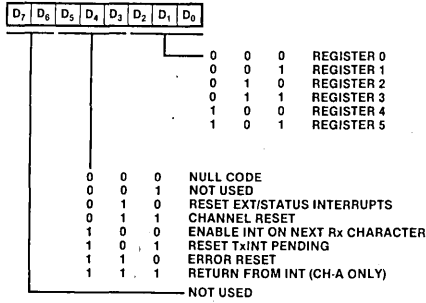 D7 D6 D5 D4 D3 D2 D1 D0
0 0 0 REGISTER 0
0 0 1 REGISTER 1
0 1 0 REGISTER 2
0 1 1 REGISTER 3
1 0 0 REGISTER 4
1 0 1 REGISTER 5
0 0 0 NULL CODE
0 0 1 NOT USED
0 1 0 RESET EXT/STATUS INTERRUPTS
0 1 1 CHANNEL RESET
1 0 0 ENABLE INT ON NEXT Rx CHARACTER
1 0 1 RESET TxINT PENDING
1 1 0 ERROR RESET
1 1 1 RETURN FROM INT (CH-A ONLY)
NOT USED